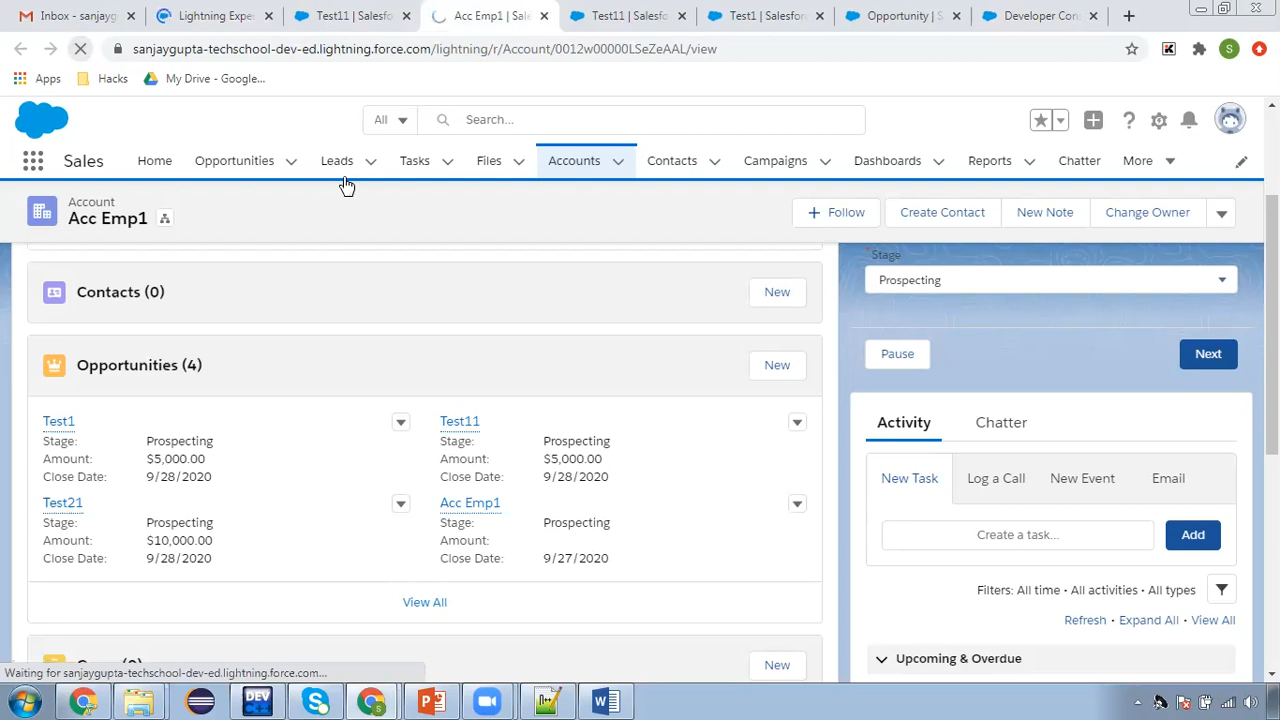 Inbox - sanjayg
Lightning Expe
Test11 | Salesfo
Acc Emp1 | Sal
Test11 | Salesfo
Test1 | Salesfor
Opportunity | S
Developer Con
sanjaygupta-techschool-dev-ed.lightning.force.com/lightning/r/Account/0012w00000LSeZeAAL/view
S
Apps
Hacks
My Drive - Google...
All
Search...
Sales
Home
Opportunities
Leads
Tasks
Files
Accounts
Contacts
Campaigns
Dashboards
Reports
Chatter
More
Account
Acc Emp1
+ Follow
Create Contact
New Note
Change Owner
Contacts (0)
New
Opportunities (4)
New
Test1
Stage: Prospecting
Amount: $5,000.00
Close Date: 9/28/2020
Test11
Stage: Prospecting
Amount: $5,000.00
Close Date: 9/28/2020
Test21
Stage: Prospecting
Amount: $10,000.00
Close Date: 9/28/2020
Acc Emp1
Stage: Prospecting
Amount:
Close Date: 9/27/2020
View All
New
*Stage
Prospecting
Pause
Next
Activity
Chatter
New Task
Log a Call
New Event
Email
Create a task...
Add
Filters: All time • All activities • All types
Refresh • Expand All • View All
Upcoming & Overdue
Waiting for sanjaygupta-techschool-dev-ed.lightning.force.com...
DEV